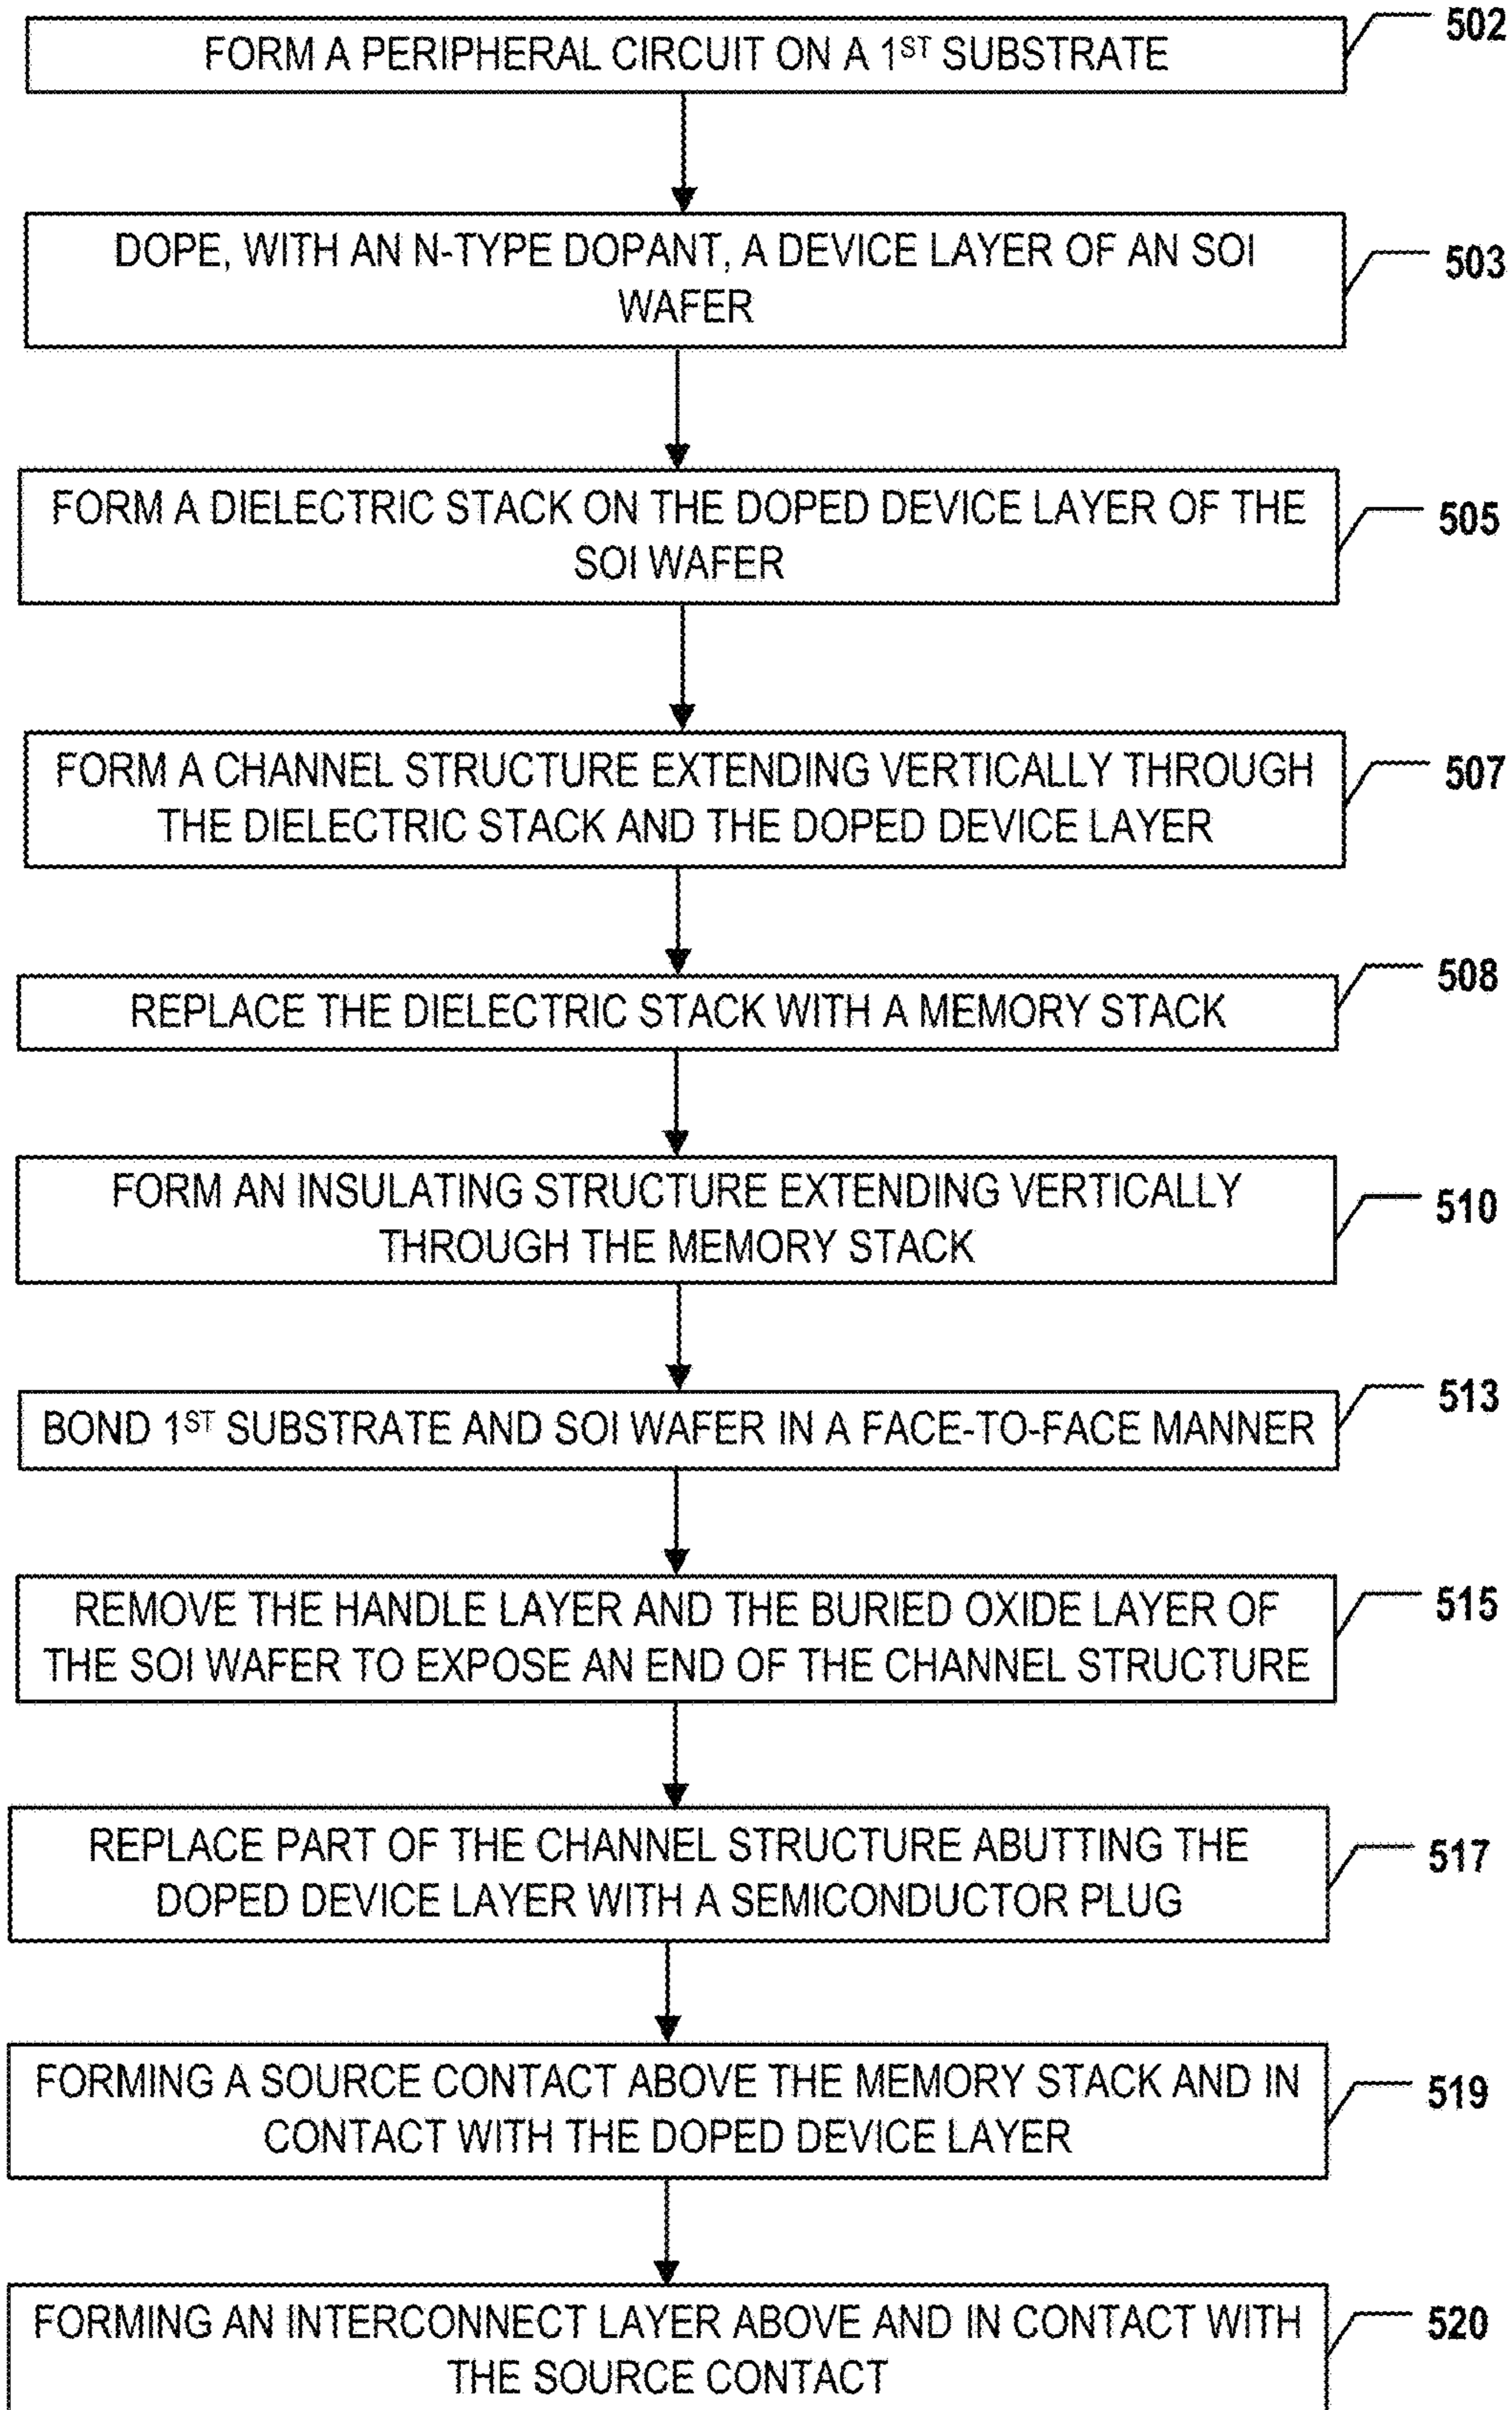 502
FORM A PERIPHERAL CIRCUIT ON A 1ST SUBSTRATE
DOPE, WITH AN N-TYPE DOPANT, A DEVICE LAYER OF AN SOI
WAFER
503
FORM A DIELECTRIC STACK ON THE DOPED DEVICE LAYER OF THE
SOI WAFER
505
FORM A CHANNEL STRUCTURE EXTENDING VERTICALLY THROUGH
THE DIELECTRIC STACK AND THE DOPED DEVICE LAYER
507
REPLACE THE DIELECTRIC STACK WITH A MEMORY STACK
508
FORM AN INSULATING STRUCTURE EXTENDING VERTICALLY
THROUGH THE MEMORY STACK
510
BOND 1ST SUBSTRATE AND SOI WAFER IN A FACE-TO-FACE MANNER
513
REMOVE THE HANDLE LAYER AND THE BURIED OXIDE LAYER OF
THE SOI WAFER TO EXPOSE AN END OF THE CHANNEL STRUCTURE
515
REPLACE PART OF THE CHANNEL STRUCTURE ABUTTING THE
DOPED DEVICE LAYER WITH A SEMICONDUCTOR PLUG
517
FORMING A SOURCE CONTACT ABOVE THE MEMORY STACK AND IN
CONTACT WITH THE DOPED DEVICE LAYER
519
FORMING AN INTERCONNECT LAYER ABOVE AND IN CONTACT WITH
THE SOURCE CONTACT
520